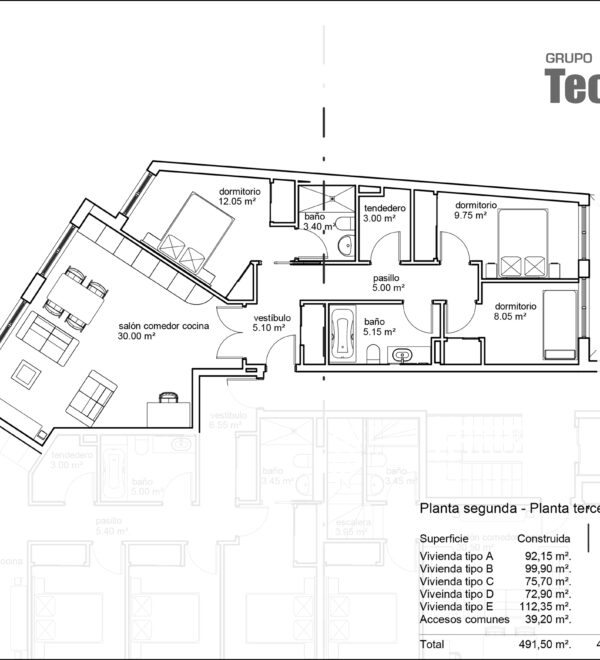 GRUPO
Tec
dormitorio
12.05 m²
baño
3.40 m²
tendedero
3.00 m²
dormitorio
9.75 m²
pasillo
5.00 m²
salón comedor cocina
30.00 m²
vestíbulo
5.10 m²
baño
5.15 m²
dormitorio
8.05 m²
vestíbulo
6.55 m²
tendedero
3.00 m²
baño
5.00 m²
baño
3.45 m²
baño
3.45 m²
pasillo
5.40 m²
escalera
cocina
Planta segunda - Planta terce
Superficie Construida
Vivienda tipo A 92,15 m².
Vivienda tipo B 99,90 m².
Vivienda tipo C 75,70 m².
Viveinda tipo D 72,90 m².
Vivienda tipo E 112,35 m².
Accesos comunes 39,20 m².
Total 491,50 m². 4